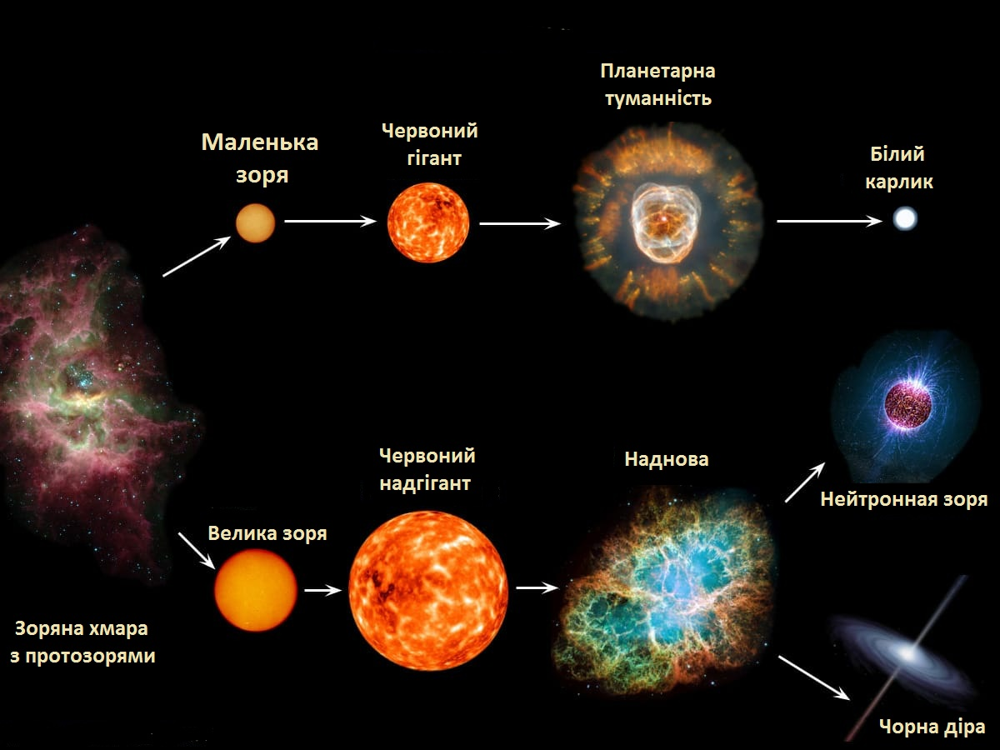 Планетарна
туманність
Червоний
гігант
Маленька
зоря
Білий
карлик
Червоний
надгігант
Наднова
Нейтронная зоря
Велика зоря
Зоряна хмара
з протозорями
Чорна діра